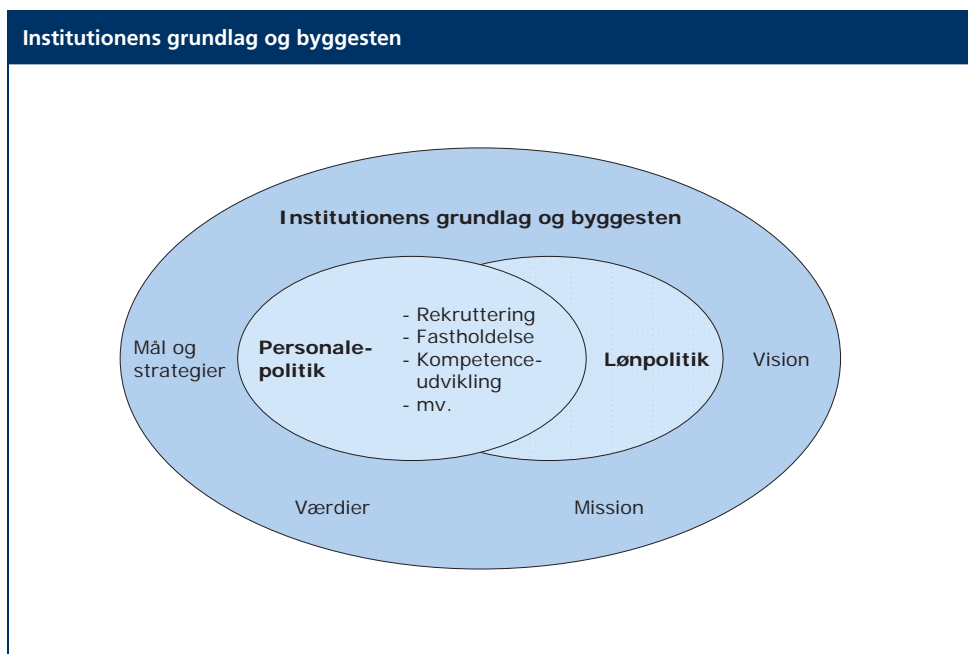 Institutionens grundlag og byggesten
Institutionens grundlag og byggesten
Mål og
strategier
Personale-
politik
- Rekruttering
- Fastholdelse
- Kompetence-
udvikling
- mv.
Lønpolitik
Vision
Værdier
Mission